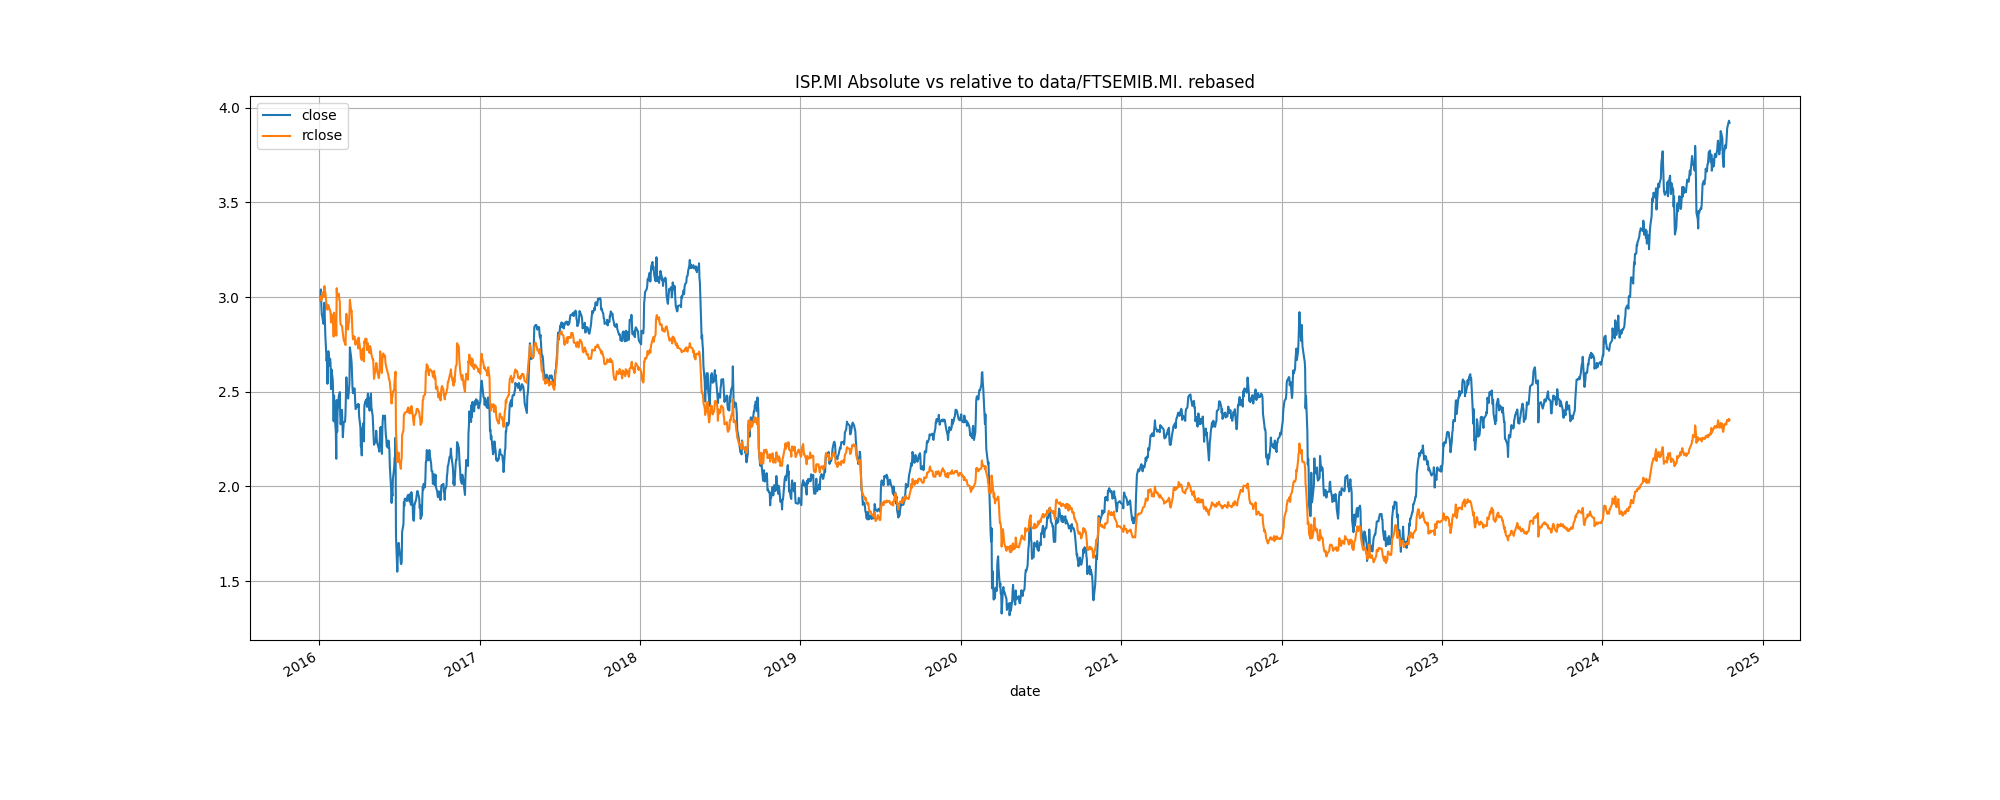 ISP.MI Absolute vs relative to data/FTSEMIB.MI. rebased
close
rclose
4.0
3.5
3.0
2.5
2.0
1.5
2016 2017 2018 2019 2020 2021 2022 2023 2024 2025
date